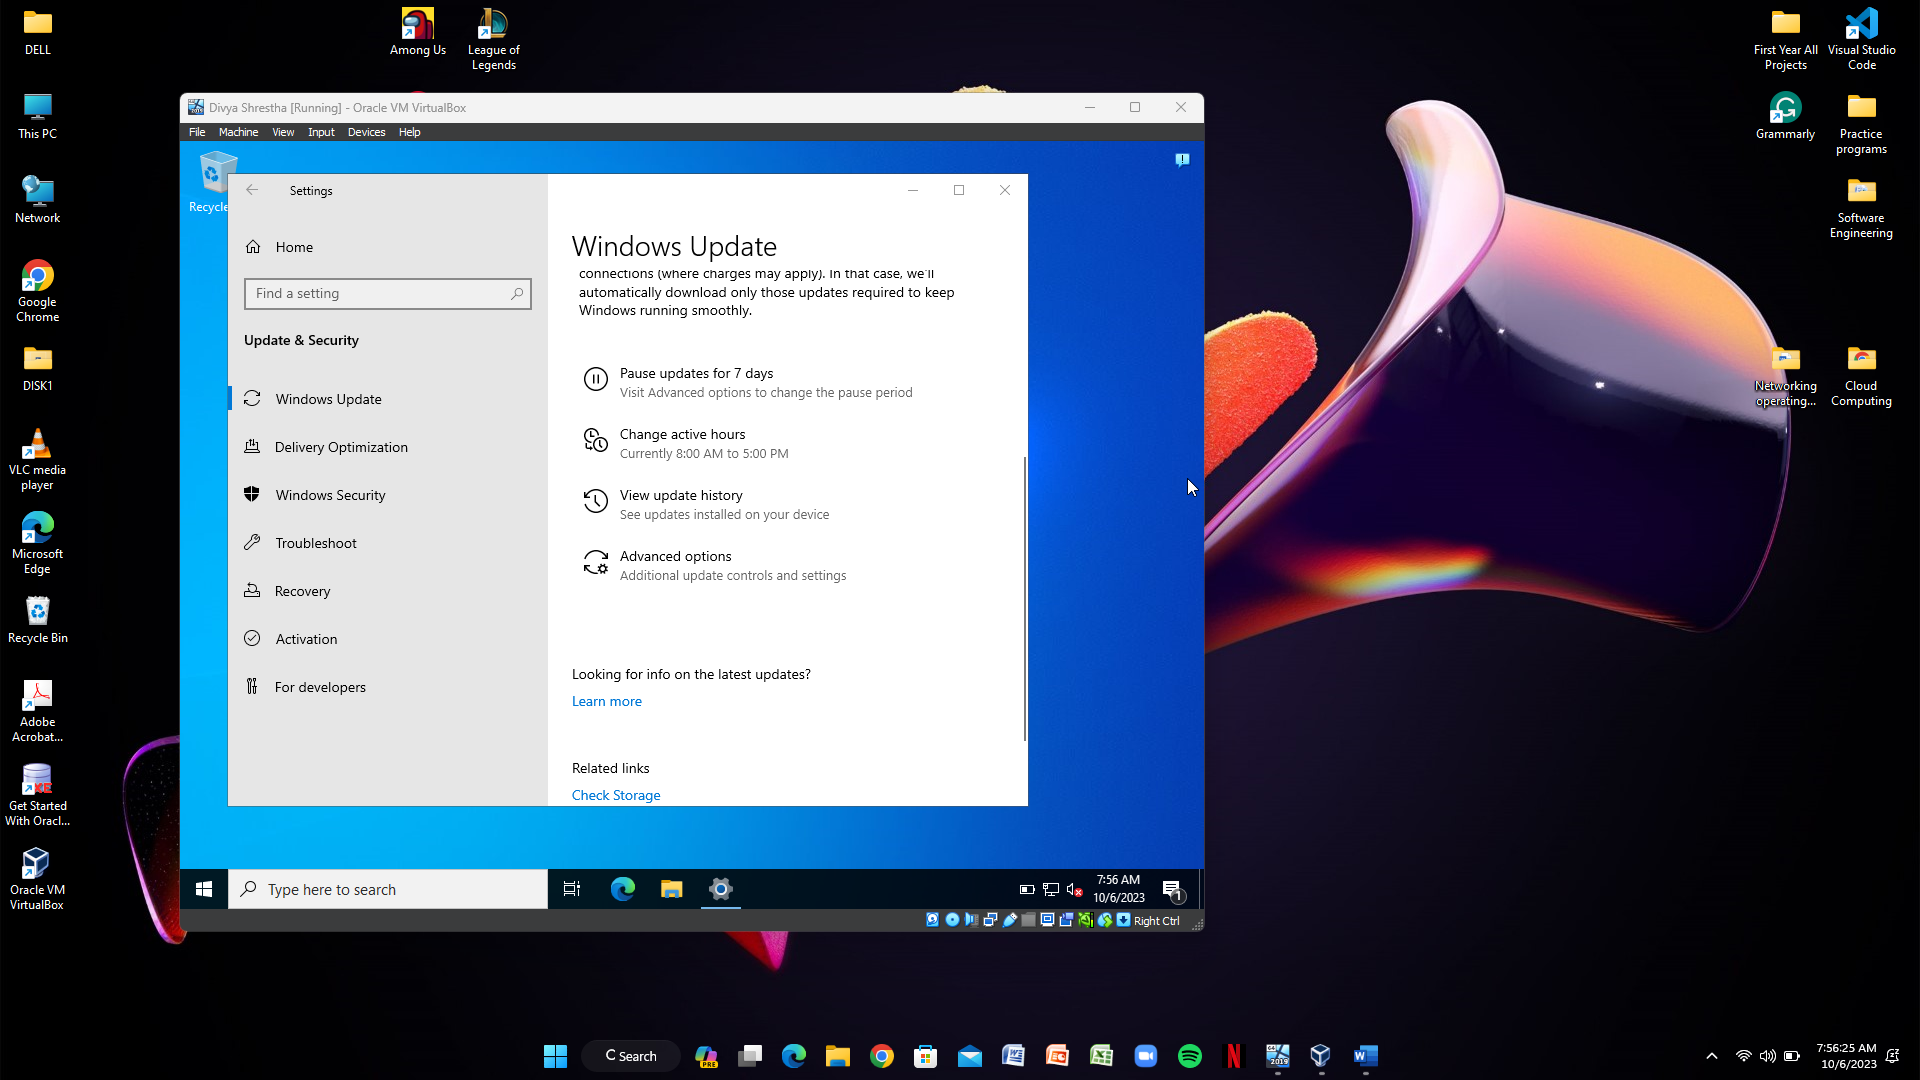 DELL
This PC
Network
Google
Chrome
DISK1
VLC media
player
Microsoft
Edge
Recycle Bin
Adobe
Acrobat...
Get Started
With Oracl...
Oracle VM
VirtualBox
Among Us
League of
Legends
First Year All
Projects
Visual Studio
Code
Grammarly
Practice
programs
Software
Engineering
Networking
operating...
Cloud
Computing
Divya Shrestha [Running] - Oracle VM VirtualBox
File Machine View Input Devices Help
Recycle
Settings
Home
Find a setting
Update & Security
Windows Update
Delivery Optimization
Windows Security
Troubleshoot
Recovery
Activation
For developers
Windows Update
connections (where charges may apply). In that case, we'll
automatically download only those updates required to keep
Windows running smoothly.
Pause updates for 7 days
Visit Advanced options to change the pause period
Change active hours
Currently 8:00 AM to 5:00 PM
View update history
See updates installed on your device
Advanced options
Additional update controls and settings
Looking for info on the latest updates?
Learn more
Related links
Check Storage
Type here to search
7:56 AM
10/6/2023
1
Right Ctrl
Search
PRE
2019
7:56:25 AM
10/6/2023